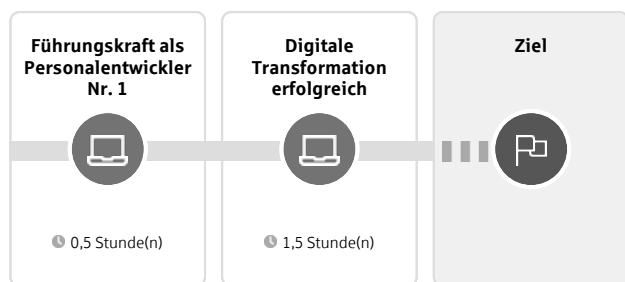 Führungskraft als
Personalentwickler
Nr. 1
0,5 Stunde(n)
Digitale
Transformation
erfolgreich
1,5 Stunde(n)
Ziel